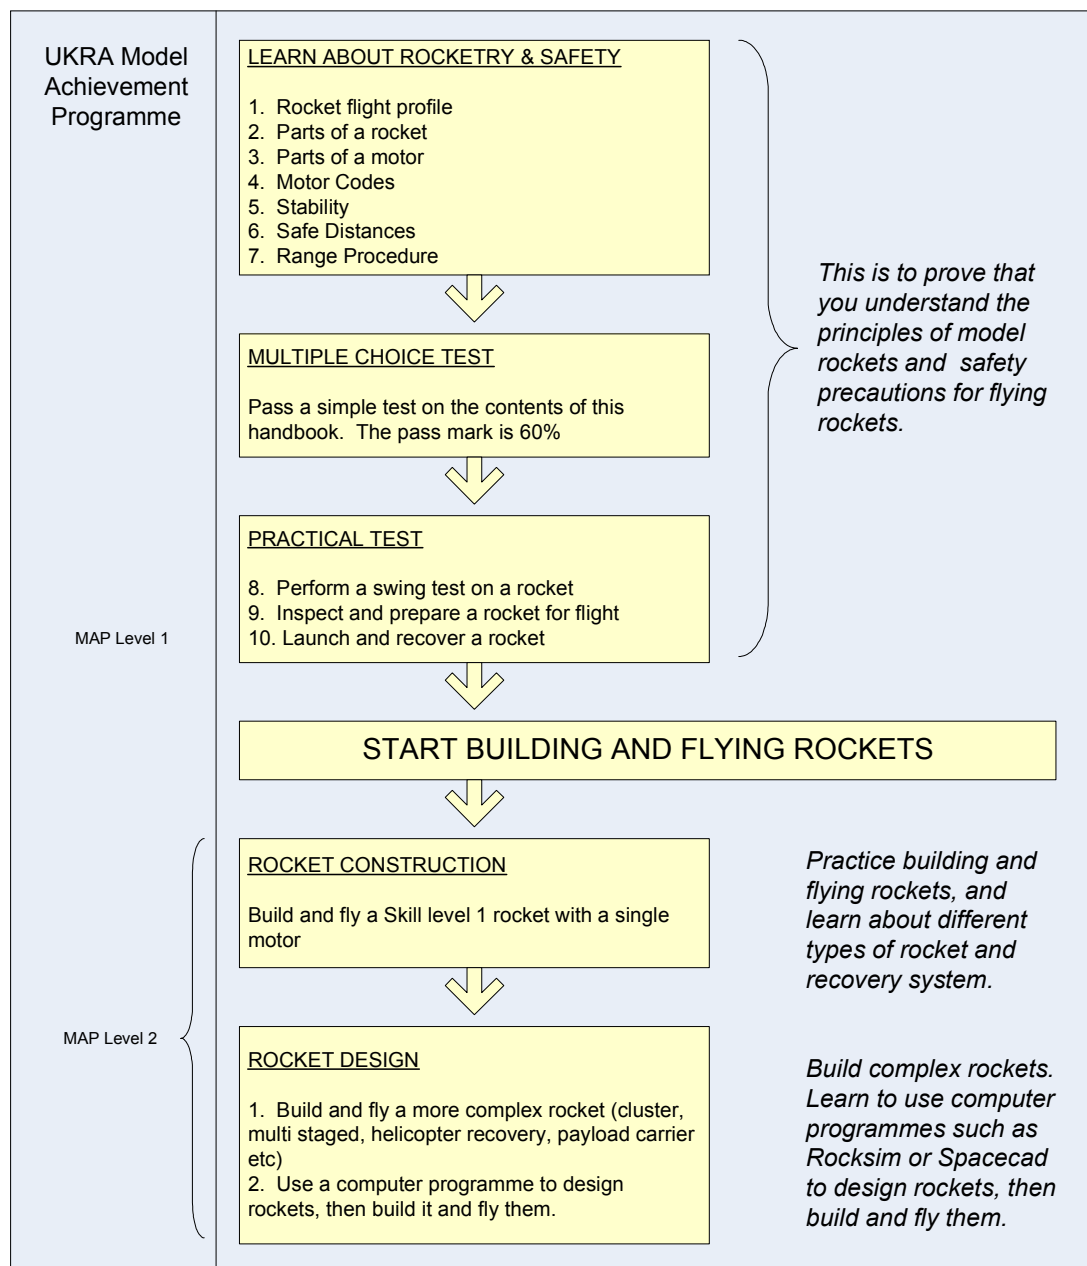 UKRA Model
Achievement
Programme
LEARN ABOUT ROCKETRY & SAFETY
1. Rocket flight profile
2. Parts of a rocket
3. Parts of a motor
4. Motor Codes
5. Stability
6. Safe Distances
7. Range Procedure
This is to prove that
you understand the
principles of model
rockets and safety
precautions for flying
rockets.
MULTIPLE CHOICE TEST
Pass a simple test on the contents of this
handbook. The pass mark is 60%
PRACTICAL TEST
8. Perform a swing test on a rocket
9. Inspect and prepare a rocket for flight
10. Launch and recover a rocket
MAP Level 1
START BUILDING AND FLYING ROCKETS
ROCKET CONSTRUCTION
Build and fly a Skill level 1 rocket with a single
motor
Practice building and
flying rockets, and
learn about different
types of rocket and
recovery system.
MAP Level 2
ROCKET DESIGN
1. Build and fly a more complex rocket (cluster,
multi staged, helicopter recovery, payload carrier
etc)
2. Use a computer programme to design
rockets, then build it and fly them.
Build complex rockets.
Learn to use computer
programmes such as
Rocksim or Spacecad
to design rockets, then
build and fly them.